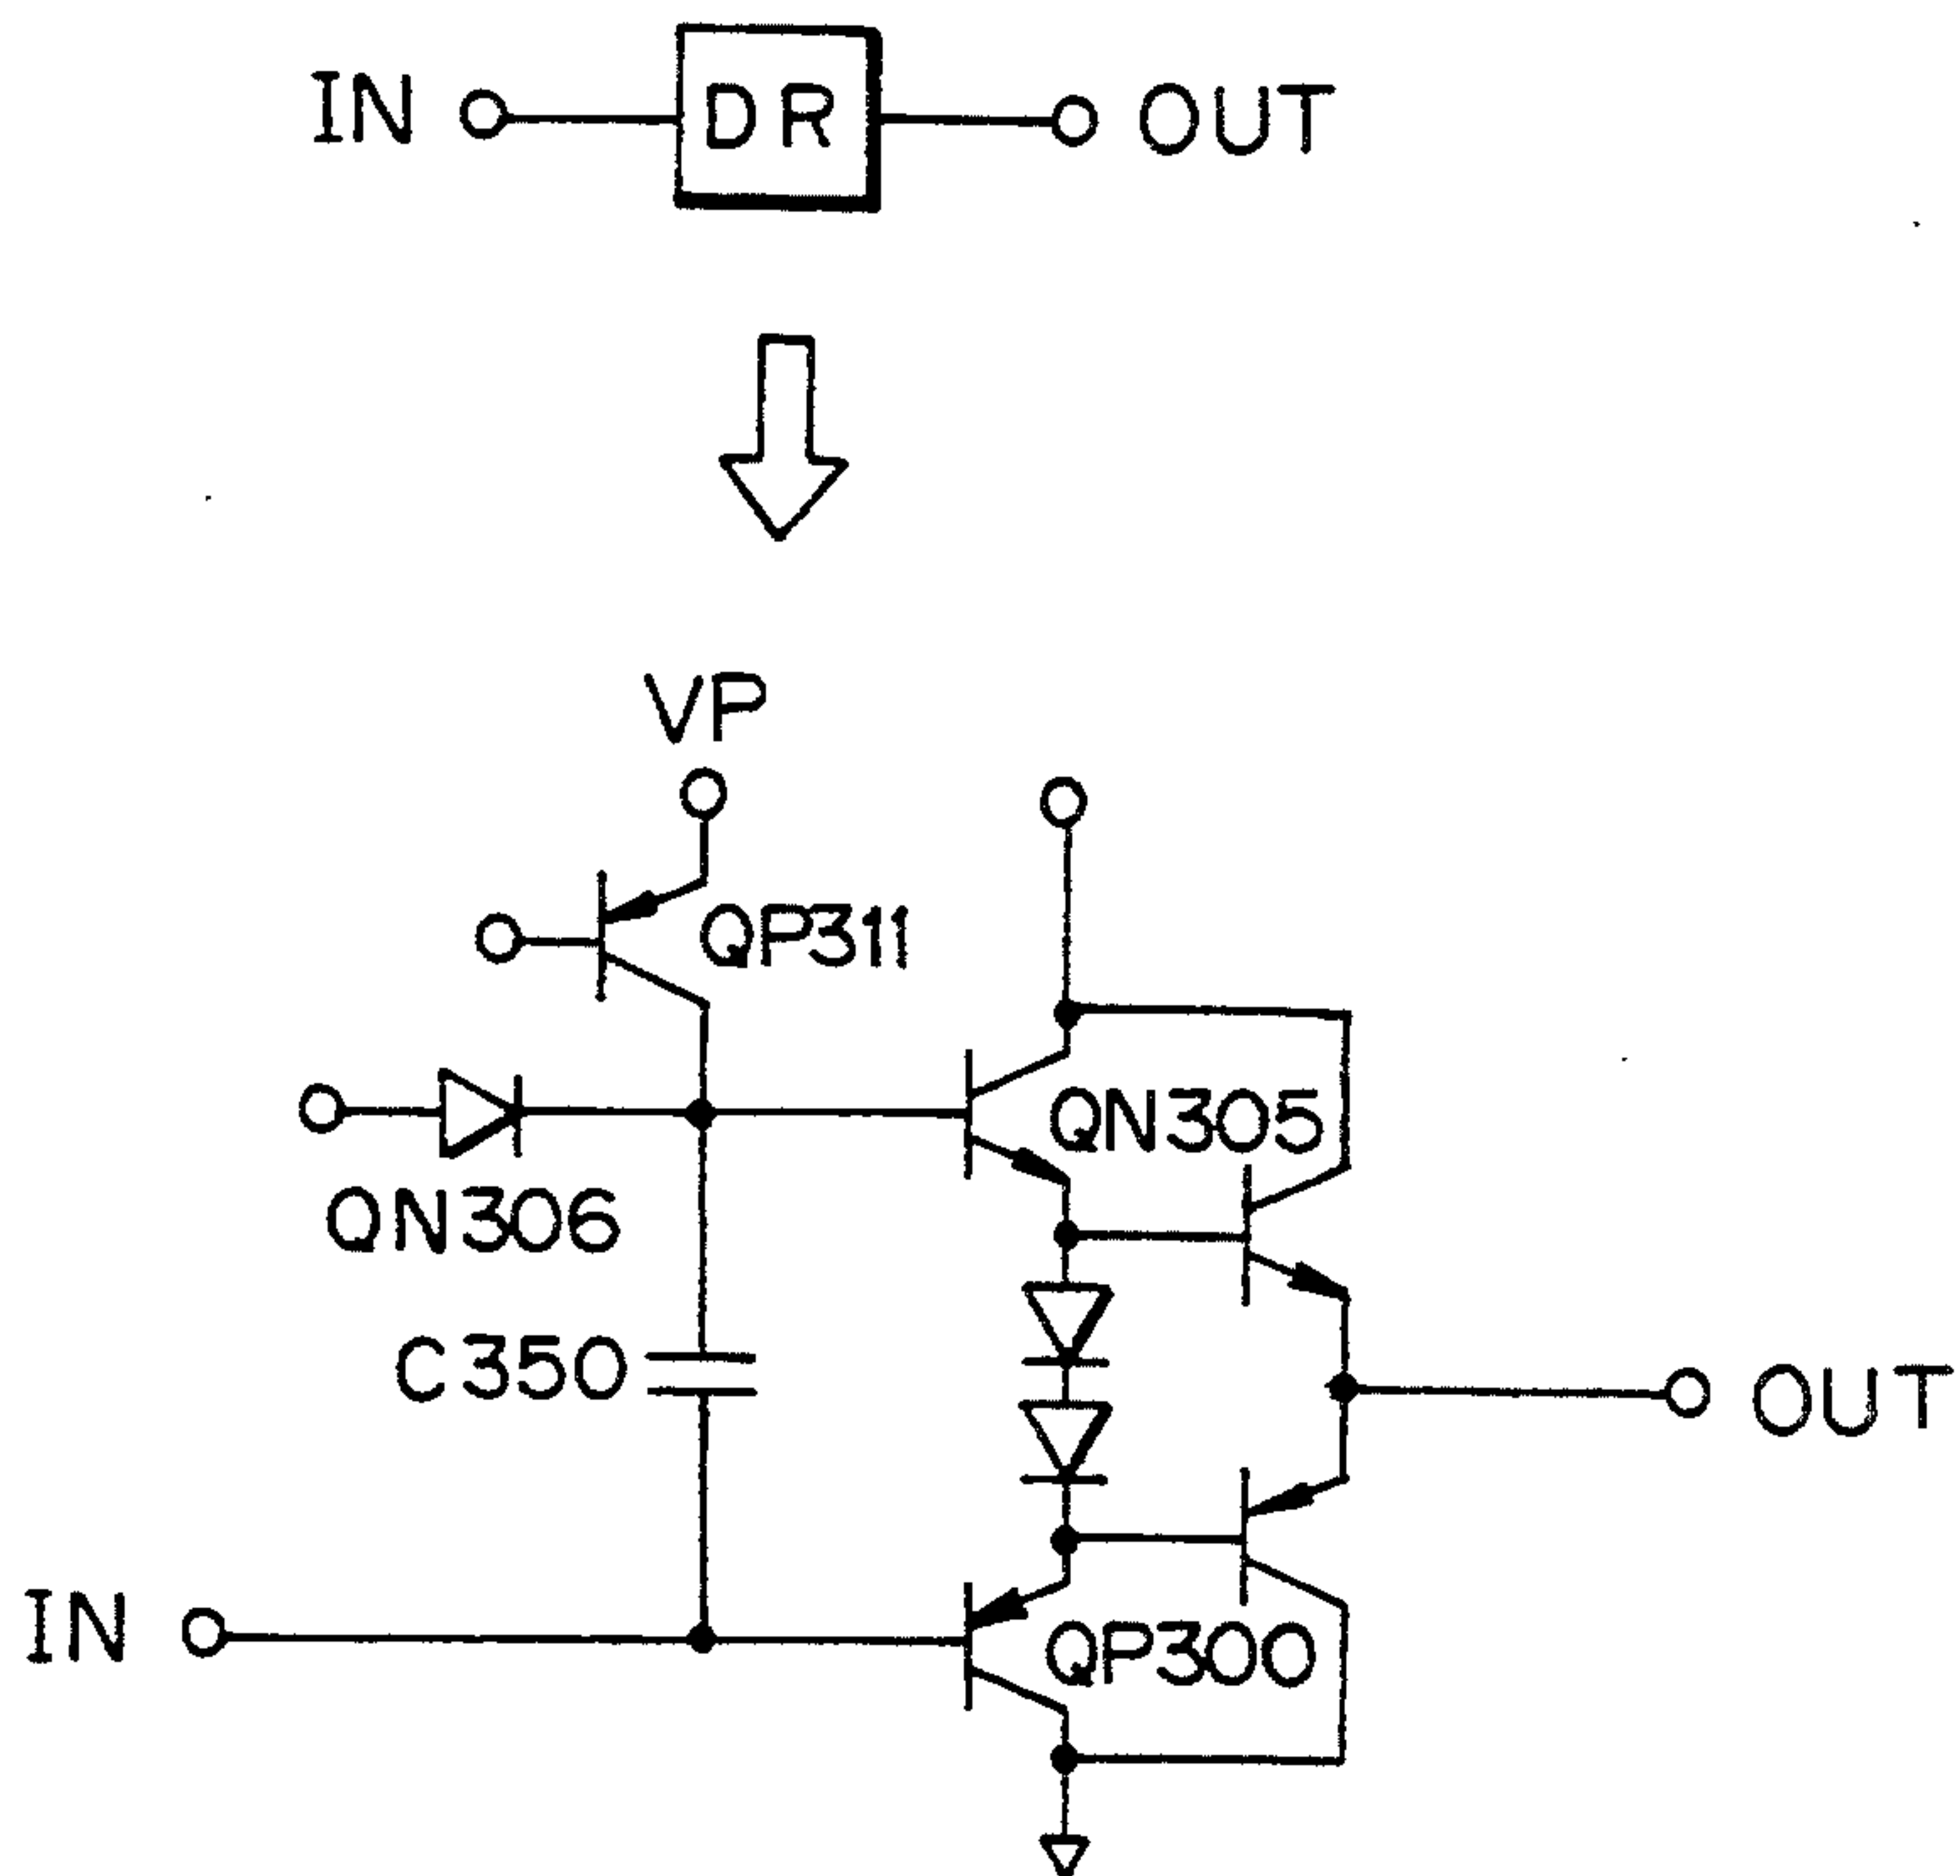 IN DR OUT
VP
QP311
QN305
QN306
C350
OUT
IN
QP300